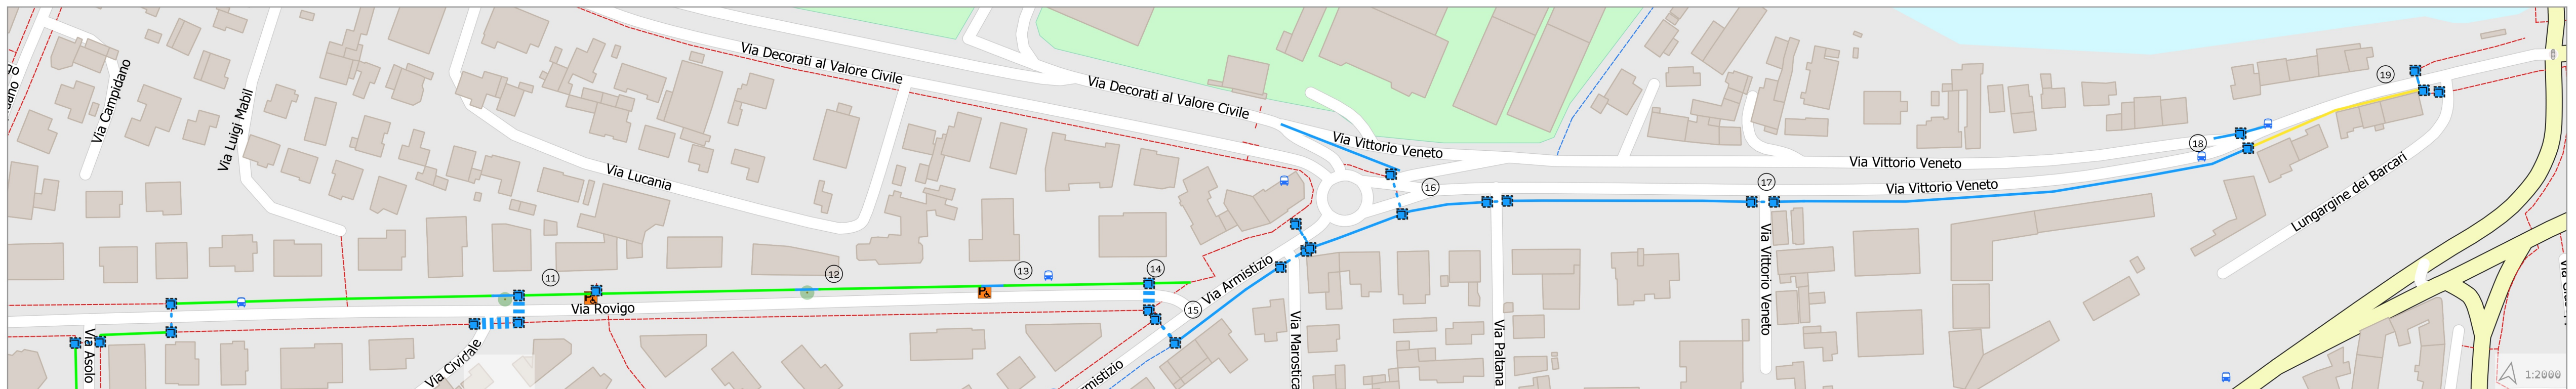 Via Campidano
Via Luigi Mabil
Via Lucania
Via Decorati al Valore Civile
Via Decorati al Valore Civile
Via Vittorio Veneto
Via Vittorio Veneto
Via Vittorio Veneto
Via Vittorio Veneto
Lungargine dei Barcari
Via Rovigo
Via Armistizio
Via Asolo
Via Cividale
Via Marostica
Via Paltana
11
12
13
14
15
16
17
18
19
P
P
1:2000